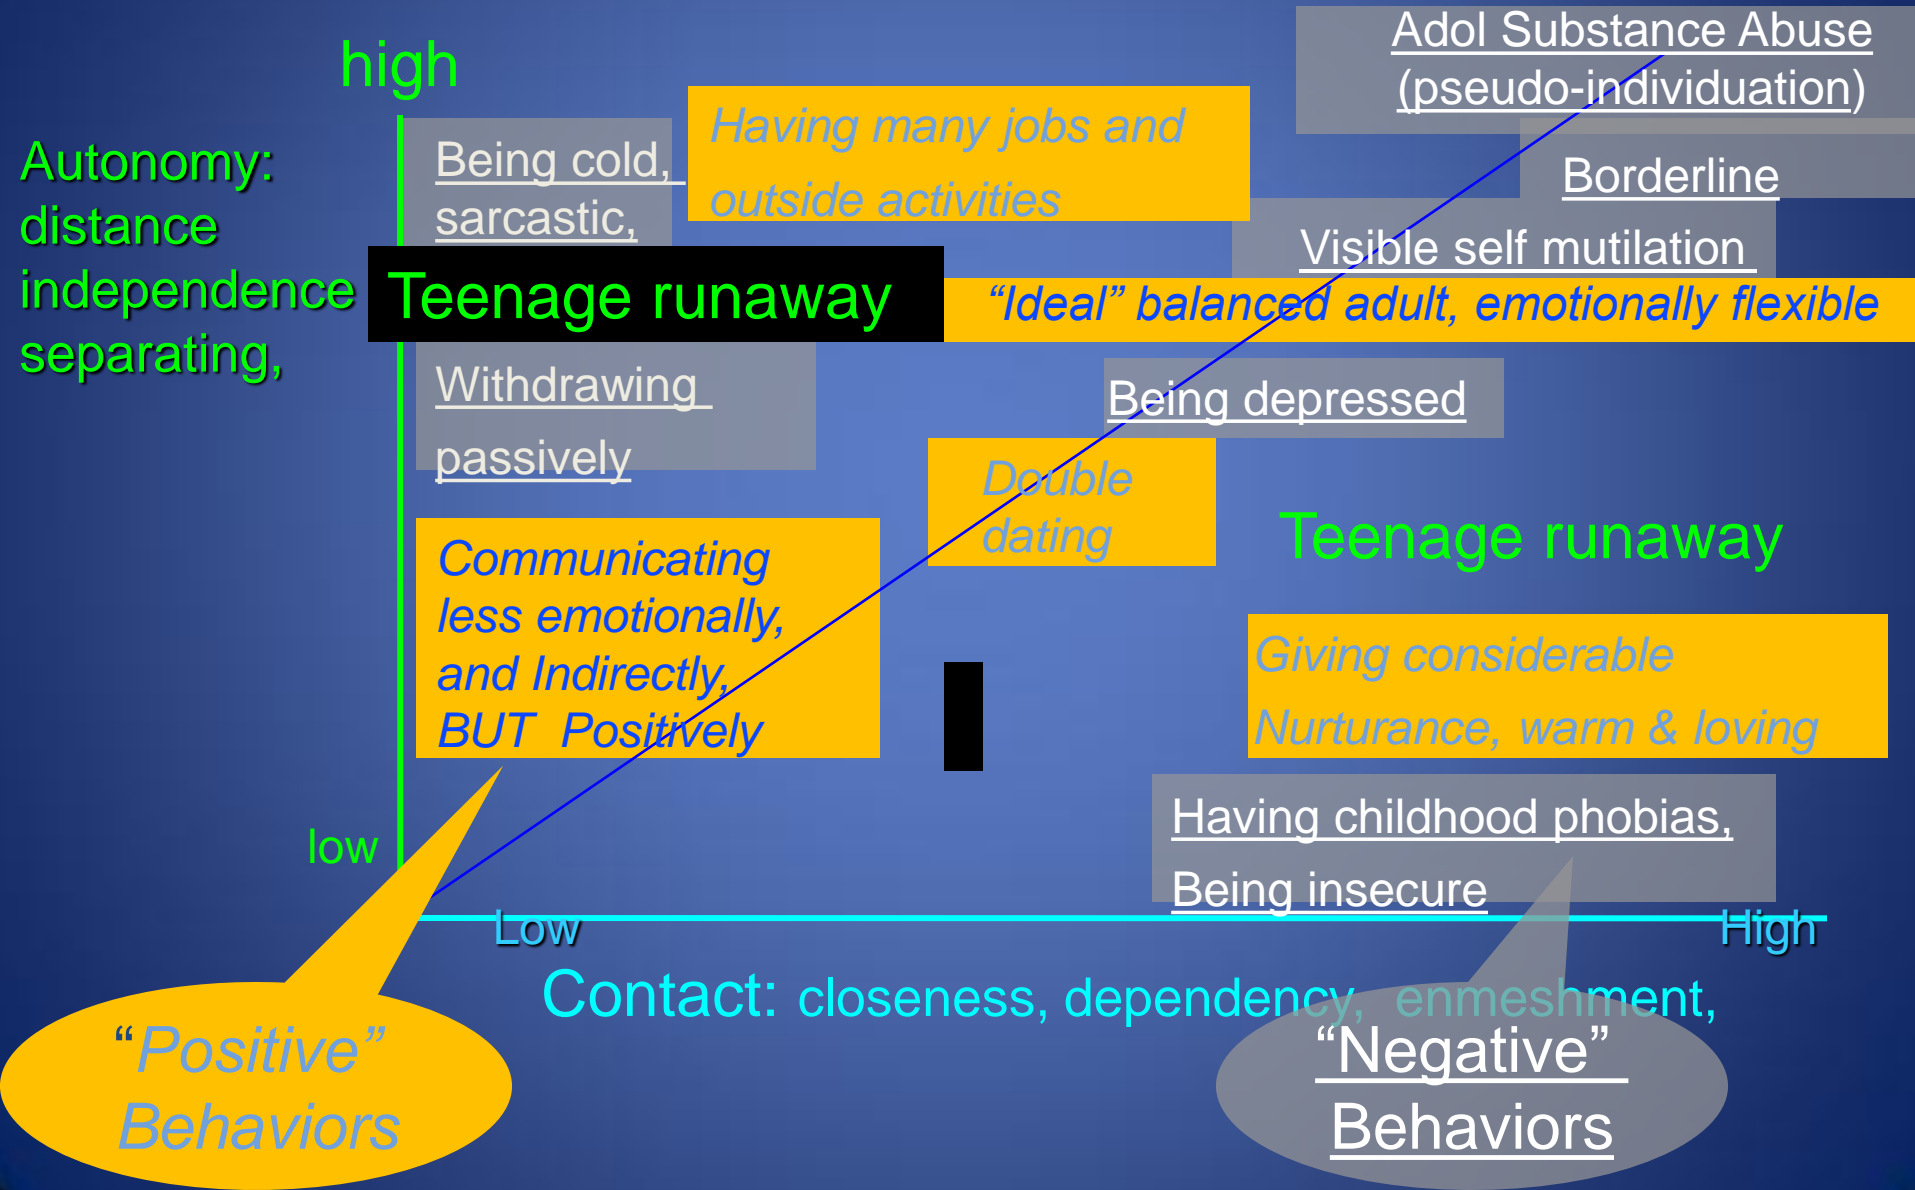 high
Autonomy:
distance
independence
separating,
Being cold,
sarcastic,
Having many jobs and
outside activities
Adol Substance Abuse
(pseudo-individuation)
Borderline
Visible self mutilation
Teenage runaway
“Ideal” balanced adult, emotionally flexible
Withdrawing
passively
Being depressed
Double
dating
Teenage runaway
Communicating
less emotionally,
and Indirectly,
BUT Positively
Giving considerable
Nurturance, warm & loving
Having childhood phobias,
Being insecure
low
Low
High
Contact: closeness, dependency, enmeshment,
“Positive”
Behaviors
“Negative”
Behaviors